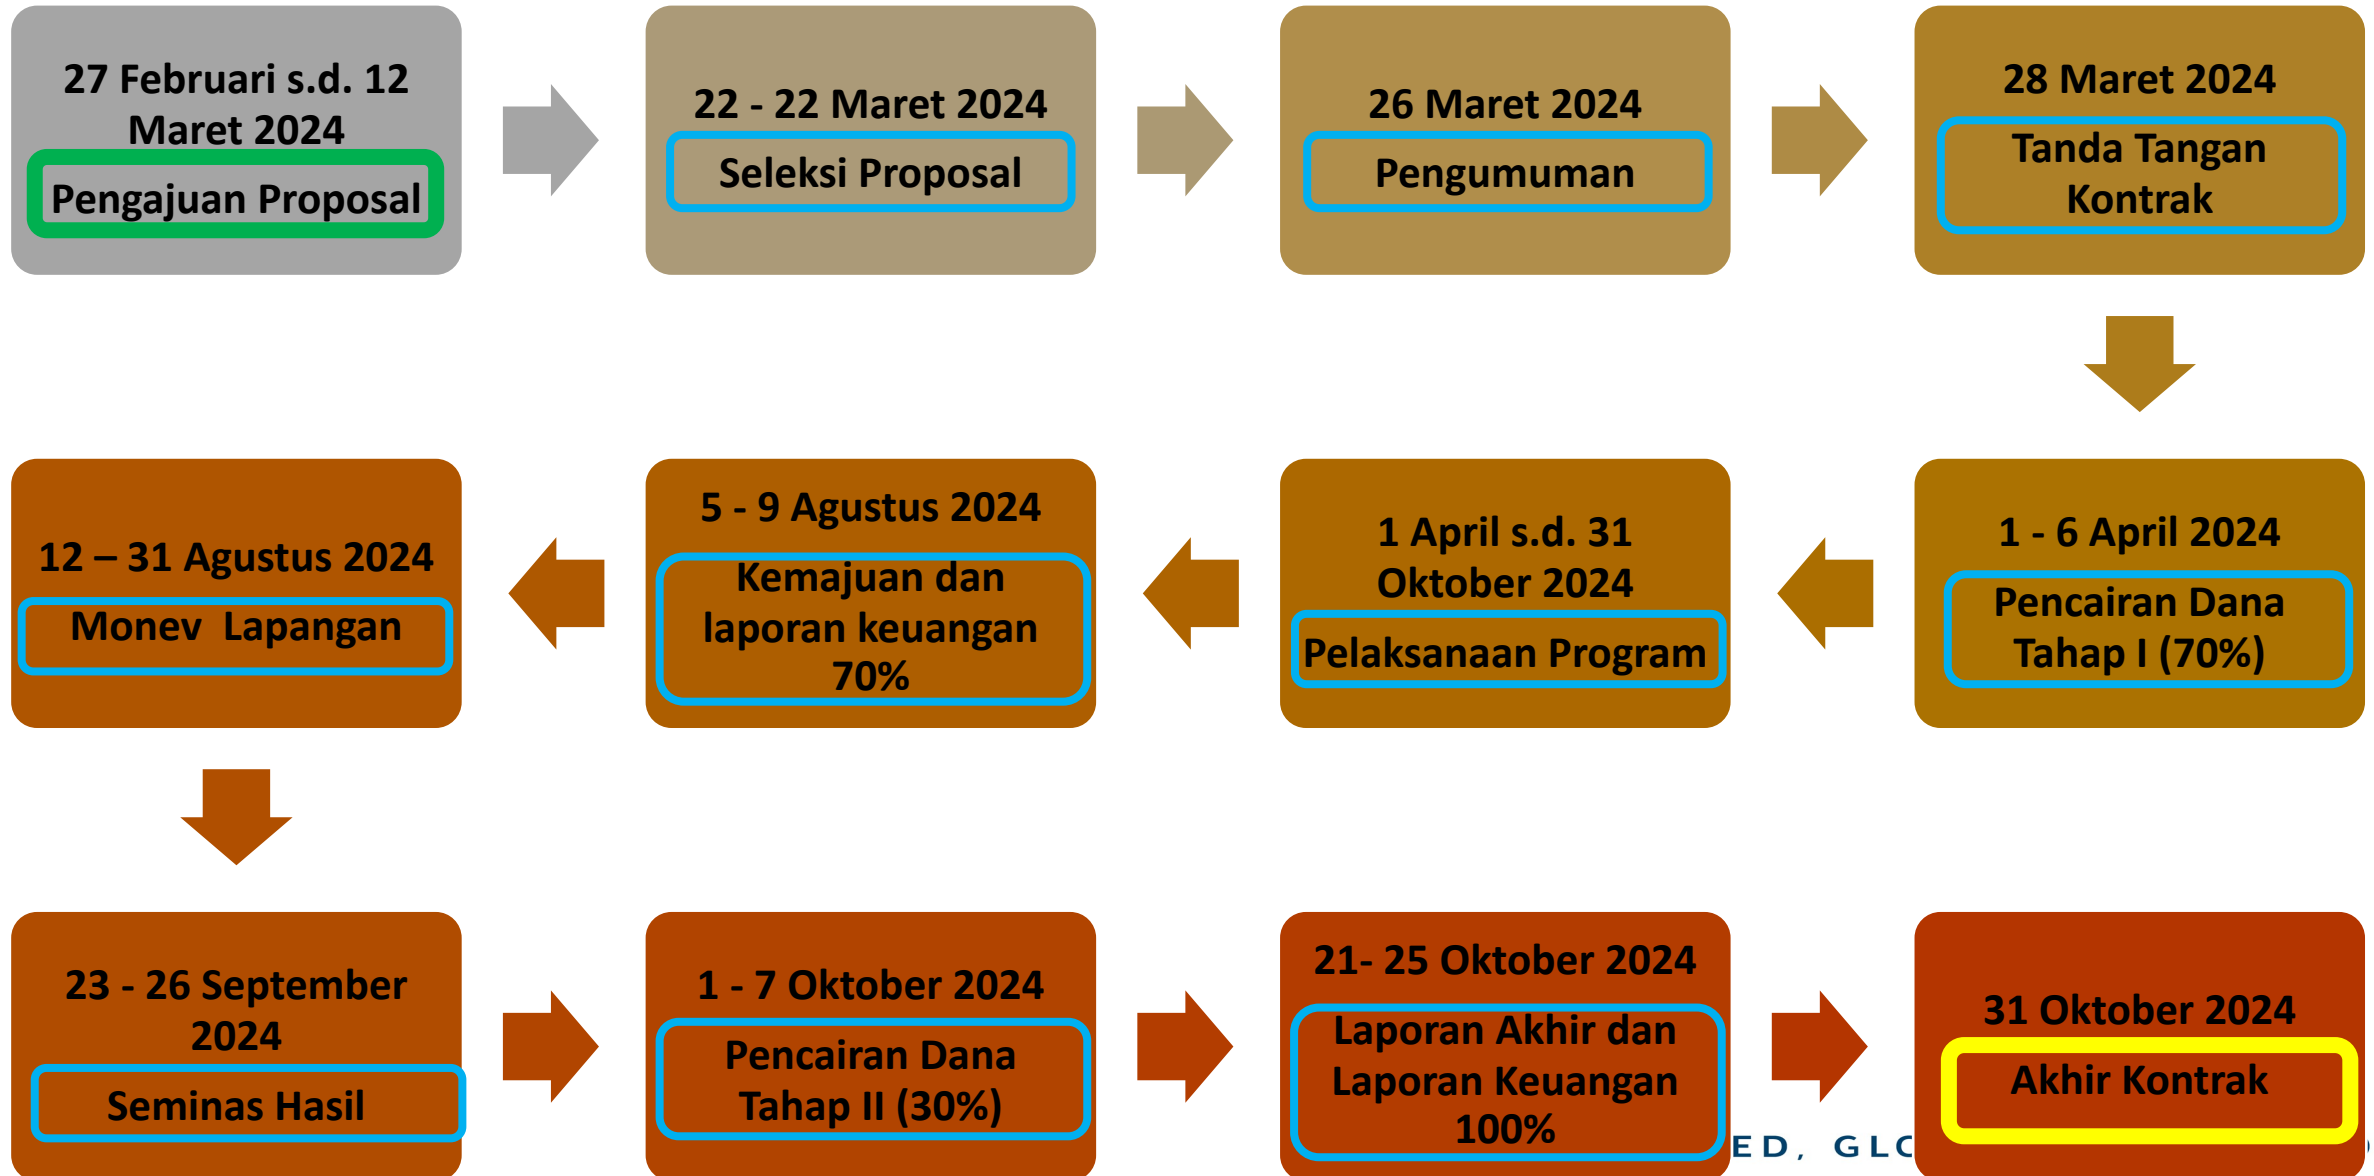 27 Februari s.d. 12
Maret 2024
Pengajuan Proposal
22 - 22 Maret 2024
Seleksi Proposal
26 Maret 2024
Pengumuman
28 Maret 2024
Tanda Tangan
Kontrak
1 - 6 April 2024
Pencairan Dana
Tahap I (70%)
1 April s.d. 31
Oktober 2024
Pelaksanaan Program
5 - 9 Agustus 2024
Kemajuan dan
laporan keuangan
70%
12 – 31 Agustus 2024
Monev Lapangan
23 - 26 September
2024
Seminas Hasil
1 - 7 Oktober 2024
Pencairan Dana
Tahap II (30%)
21- 25 Oktober 2024
Laporan Akhir dan
Laporan Keuangan
100%
31 Oktober 2024
Akhir Kontrak